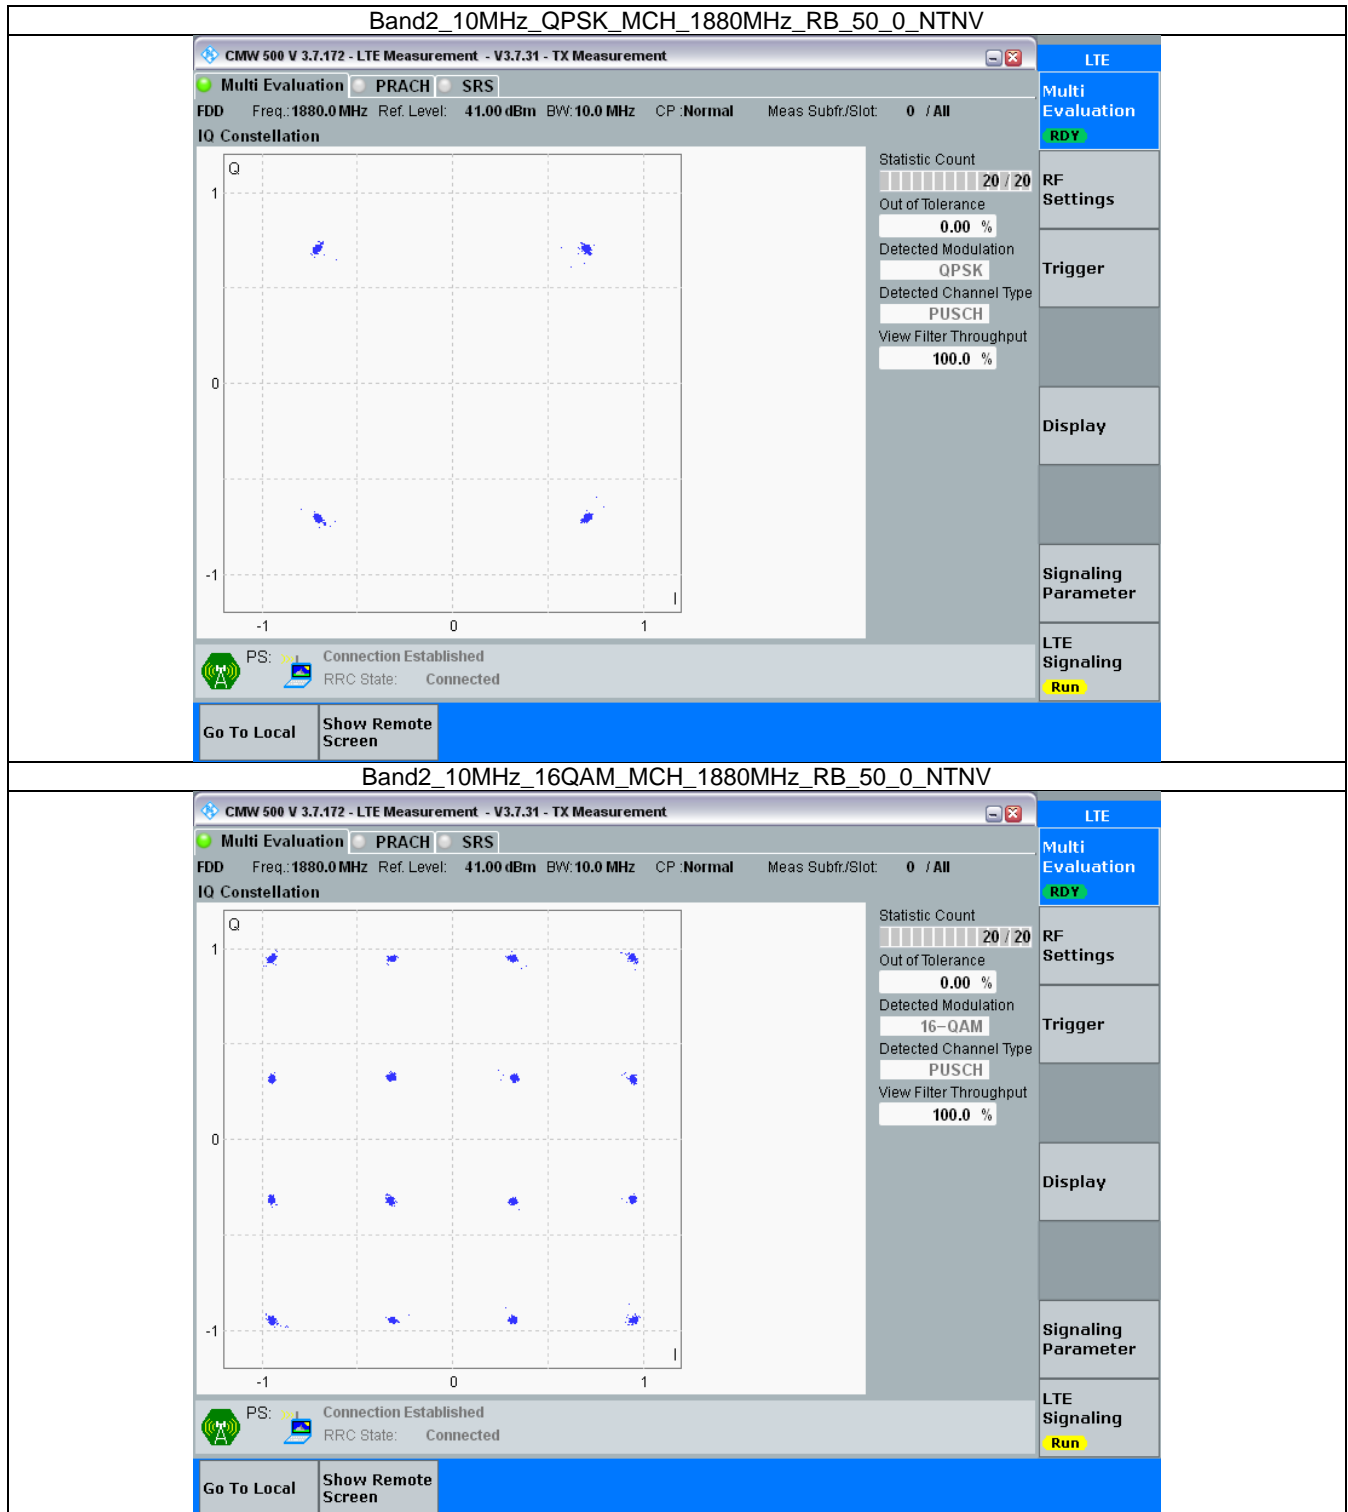 Band2_10MHz_QPSK_MCH_1880MHz_RB_50_0_NTNV
CMW 500 V 3.7.172 - LTE Measurement - V3.7.31 - TX Measurement
LTE
Multi Evaluation PRACH SRS
Multi
Evaluation
RDY
FDD Freq.: 1880.0 MHz Ref. Level: 41.00 dBm BW: 10.0 MHz CP : Normal Meas Subfr./Slot: 0 / All
IQ Constellation
Q
1
0
-1
I
-1 0 1
Statistic Count
20 / 20
Out of Tolerance
0.00 %
Detected Modulation
QPSK
Detected Channel Type
PUSCH
View Filter Throughput
100.0 %
RF
Settings
Trigger
Display
Signaling
Parameter
LTE
Signaling
Run
PS: Connection Established
RRC State: Connected
Go To Local
Show Remote
Screen
Band2_10MHz_16QAM_MCH_1880MHz_RB_50_0_NTNV
CMW 500 V 3.7.172 - LTE Measurement - V3.7.31 - TX Measurement
LTE
Multi Evaluation PRACH SRS
Multi
Evaluation
RDY
FDD Freq.: 1880.0 MHz Ref. Level: 41.00 dBm BW: 10.0 MHz CP : Normal Meas Subfr./Slot: 0 / All
IQ Constellation
Q
1
0
-1
I
-1 0 1
Statistic Count
20 / 20
Out of Tolerance
0.00 %
Detected Modulation
16-QAM
Detected Channel Type
PUSCH
View Filter Throughput
100.0 %
RF
Settings
Trigger
Display
Signaling
Parameter
LTE
Signaling
Run
PS: Connection Established
RRC State: Connected
Go To Local
Show Remote
Screen